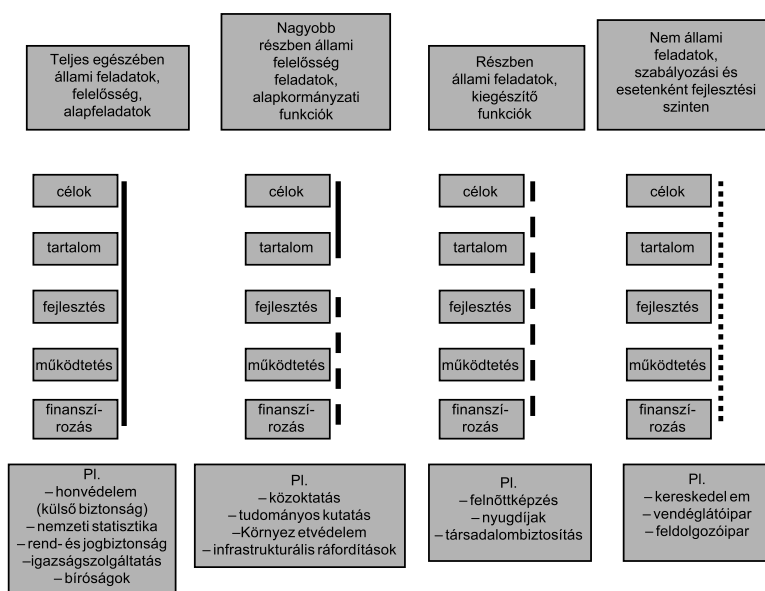 Teljes egészében
állami feladatok,
felelősség,
alapfeladatok
Nagyobb
részben állami
felelősség
feladatok,
alapkormányzati
funkciók
Részben
állami feladatok,
kiegészítő
funkciók
Nem állami
feladatok,
szabályozási és
esetenként fejlesztési
szinten
célok
célok
célok
célok
tartalom
tartalom
tartalom
tartalom
fejlesztés
fejlesztés
fejlesztés
fejlesztés
működtetés
működtetés
működtetés
működtetés
finanszí-
rozás
finanszí-
rozás
finanszí-
rozás
finanszí-
rozás
Pl.
– honvédelem
(külső biztonság)
– nemzeti statisztika
– rend- és jogbiztonság
–igazságszolgáltatás
– bíróságok
Pl.
– közoktatás
– tudományos kutatás
–Környez etvédelem
– infrastrukturális ráfordítások
Pl.
– felnőttképzés
– nyugdíjak
– társadalombiztosítás
Pl.
– kereskedel em
– vendéglátóipar
– feldolgozóipar